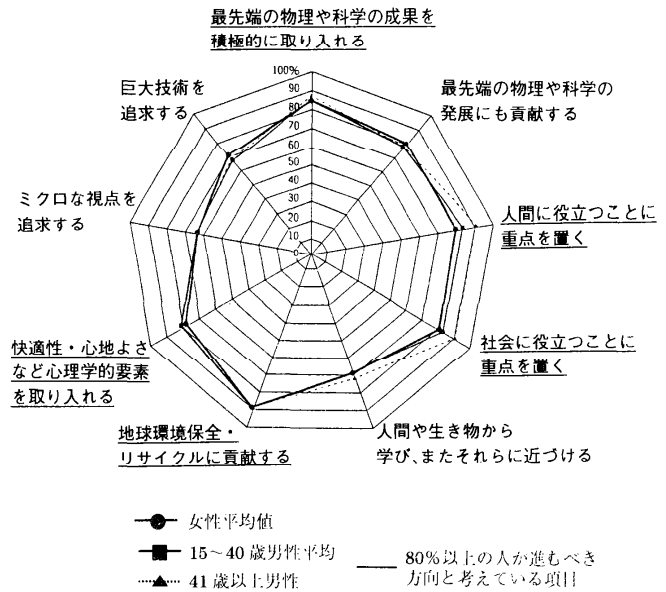 最先端の物理や科学の成果を
積極的に取り入れる
巨大技術を
追求する
最先端の物理や科学の
発展にも貢献する
100%
90
80
70
60
50
40
30
20
10
0
ミクロな視点を
追求する
人間に役立つことに
重点を置く
快適性・心地よさ
など心理学的要素
を取り入れる
社会に役立つことに
重点を置く
地球環境保全・
リサイクルに貢献する
人間や生き物から
学び、またそれらに近づける
女性平均値
15～40歳男性平均
41歳以上男性
80%以上の人が進むべき
方向と考えている項目